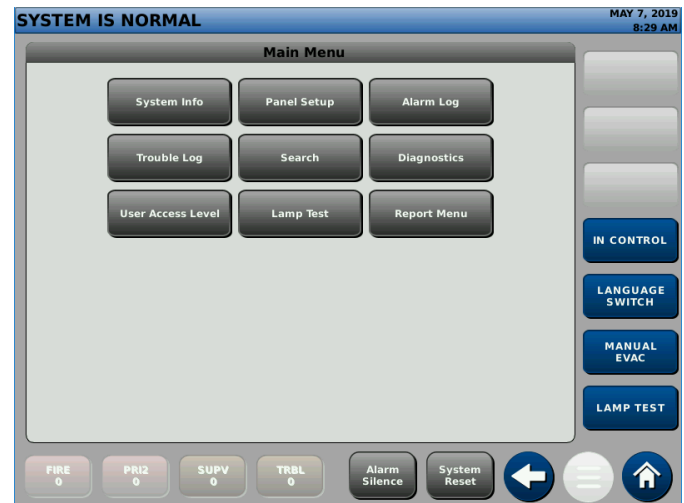 SYSTEM IS NORMAL
MAY 7, 2019
8:29 AM
Main Menu
System Info
Panel Setup
Alarm Log
Trouble Log
Search
Diagnostics
User Access Level
Lamp Test
Report Menu
IN CONTROL
LANGUAGE
SWITCH
MANUAL
EVAC
LAMP TEST
FIRE
0
PRI2
0
SUPV
0
TRBL
0
Alarm
Silence
System
Reset